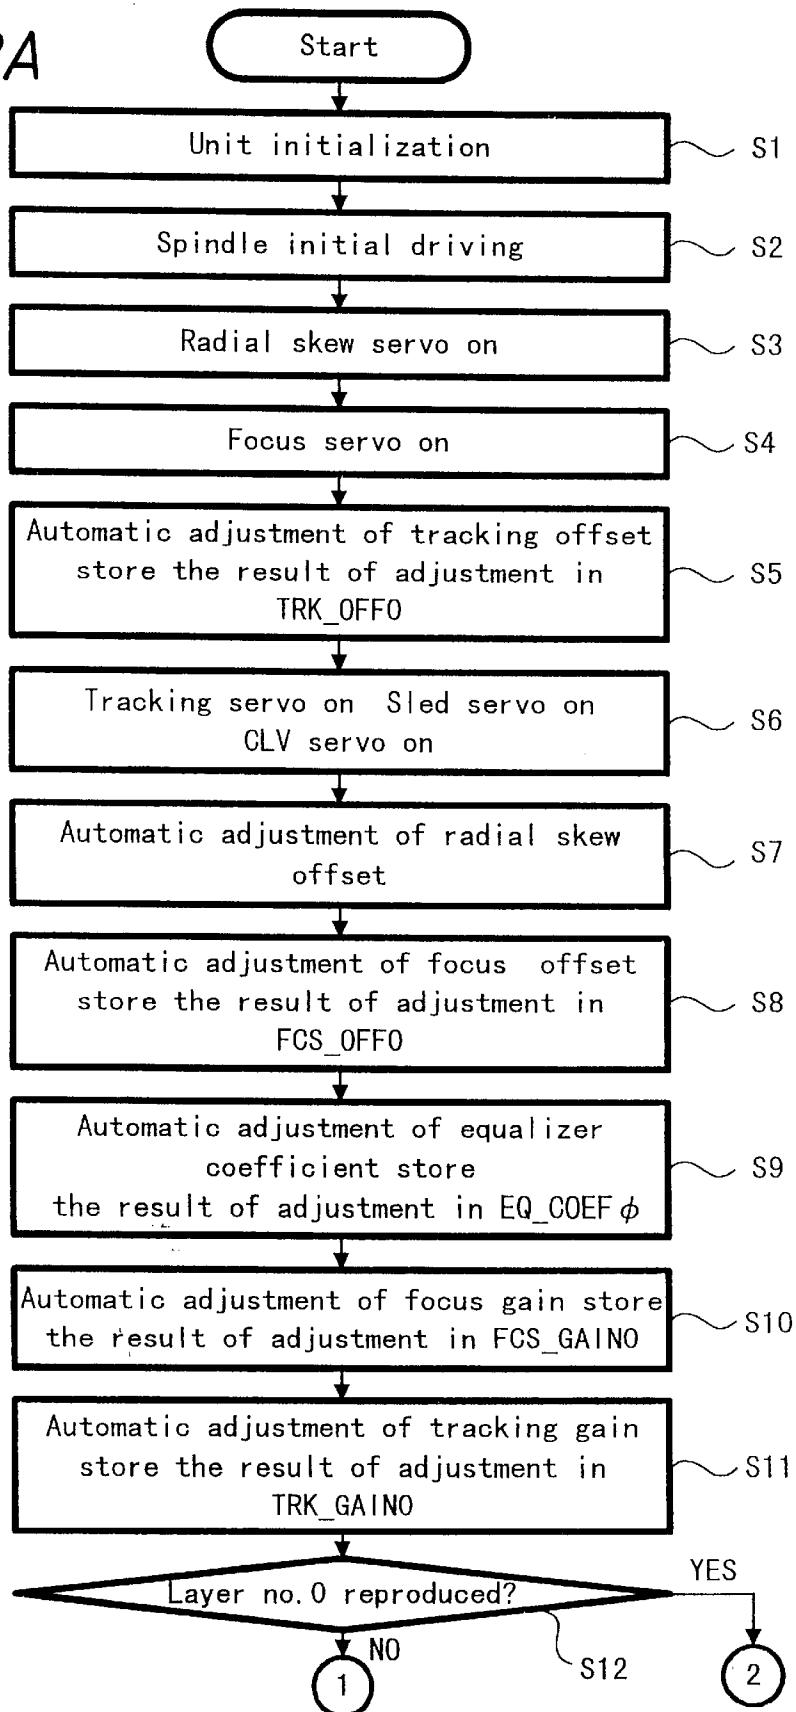 Start
Unit initialization
S1
Spindle initial driving
S2
Radial skew servo on
S3
Focus servo on
S4
Automatic adjustment of tracking offset
store the result of adjustment in
TRK_OFF0
S5
Tracking servo on Sled servo on
CLV servo on
S6
Automatic adjustment of radial skew
offset
S7
Automatic adjustment of focus offset
store the result of adjustment in
FCS_OFF0
S8
Automatic adjustment of equalizer
coefficient store
the result of adjustment in EQ_COEF ϕ
S9
Automatic adjustment of focus gain store
the result of adjustment in FCS_GAIN0
S10
Automatic adjustment of tracking gain
store the result of adjustment in
TRK_GAIN0
S11
Layer no.0 reproduced?
YES
NO
S12
1
2